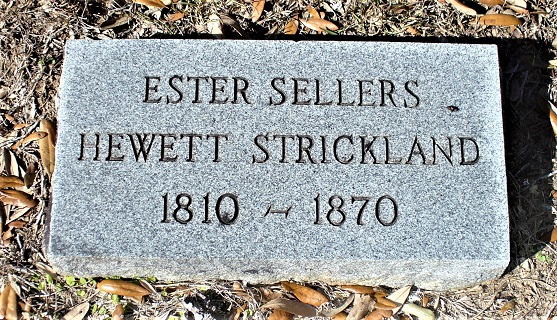 ESTER SELLERS
HEWETT STRICKLAND
1810 - 1870